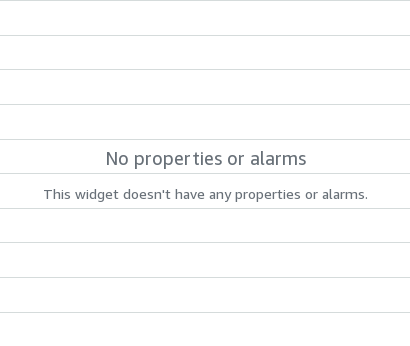 No properties or alarms
This widget doesn't have any properties or alarms.